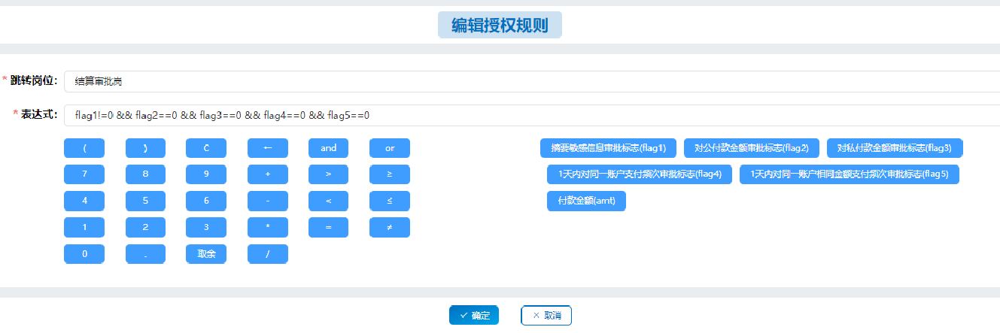 编辑授权规则
* 跳转岗位: 结算审批岗
* 表达式: flag1!=0 && flag2==0 && flag3==0 && flag4==0 && flag5==0
( ) C ← and or 摘要敏感信息审批标志(flag1) 对公付款金额审批标志(flag2) 对私付款金额审批标志(flag3)
7 8 9 + > ≥ 1天内对同一账户支付频次审批标志(flag4) 1天内对同一账户相同金额支付频次审批标志(flag5)
4 5 6 - < ≤ 付款金额(amt)
1 2 3 * = ≠
0 . 取余 /
✓ 确定 × 取消